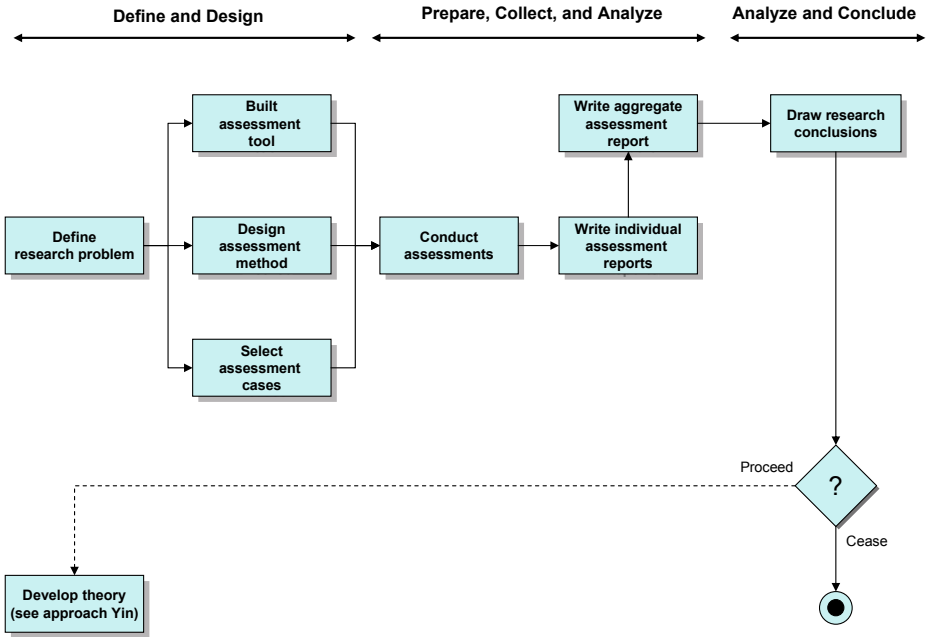 Define and Design
Prepare, Collect, and Analyze
Analyze and Conclude
Built
assessment
tool
Write aggregate
assessment
report
Draw research
conclusions
Define
research problem
Design
assessment
method
Conduct
assessments
Write individual
assessment
reports
Select
assessment
cases
Proceed
?
Cease
Develop theory
(see approach Yin)